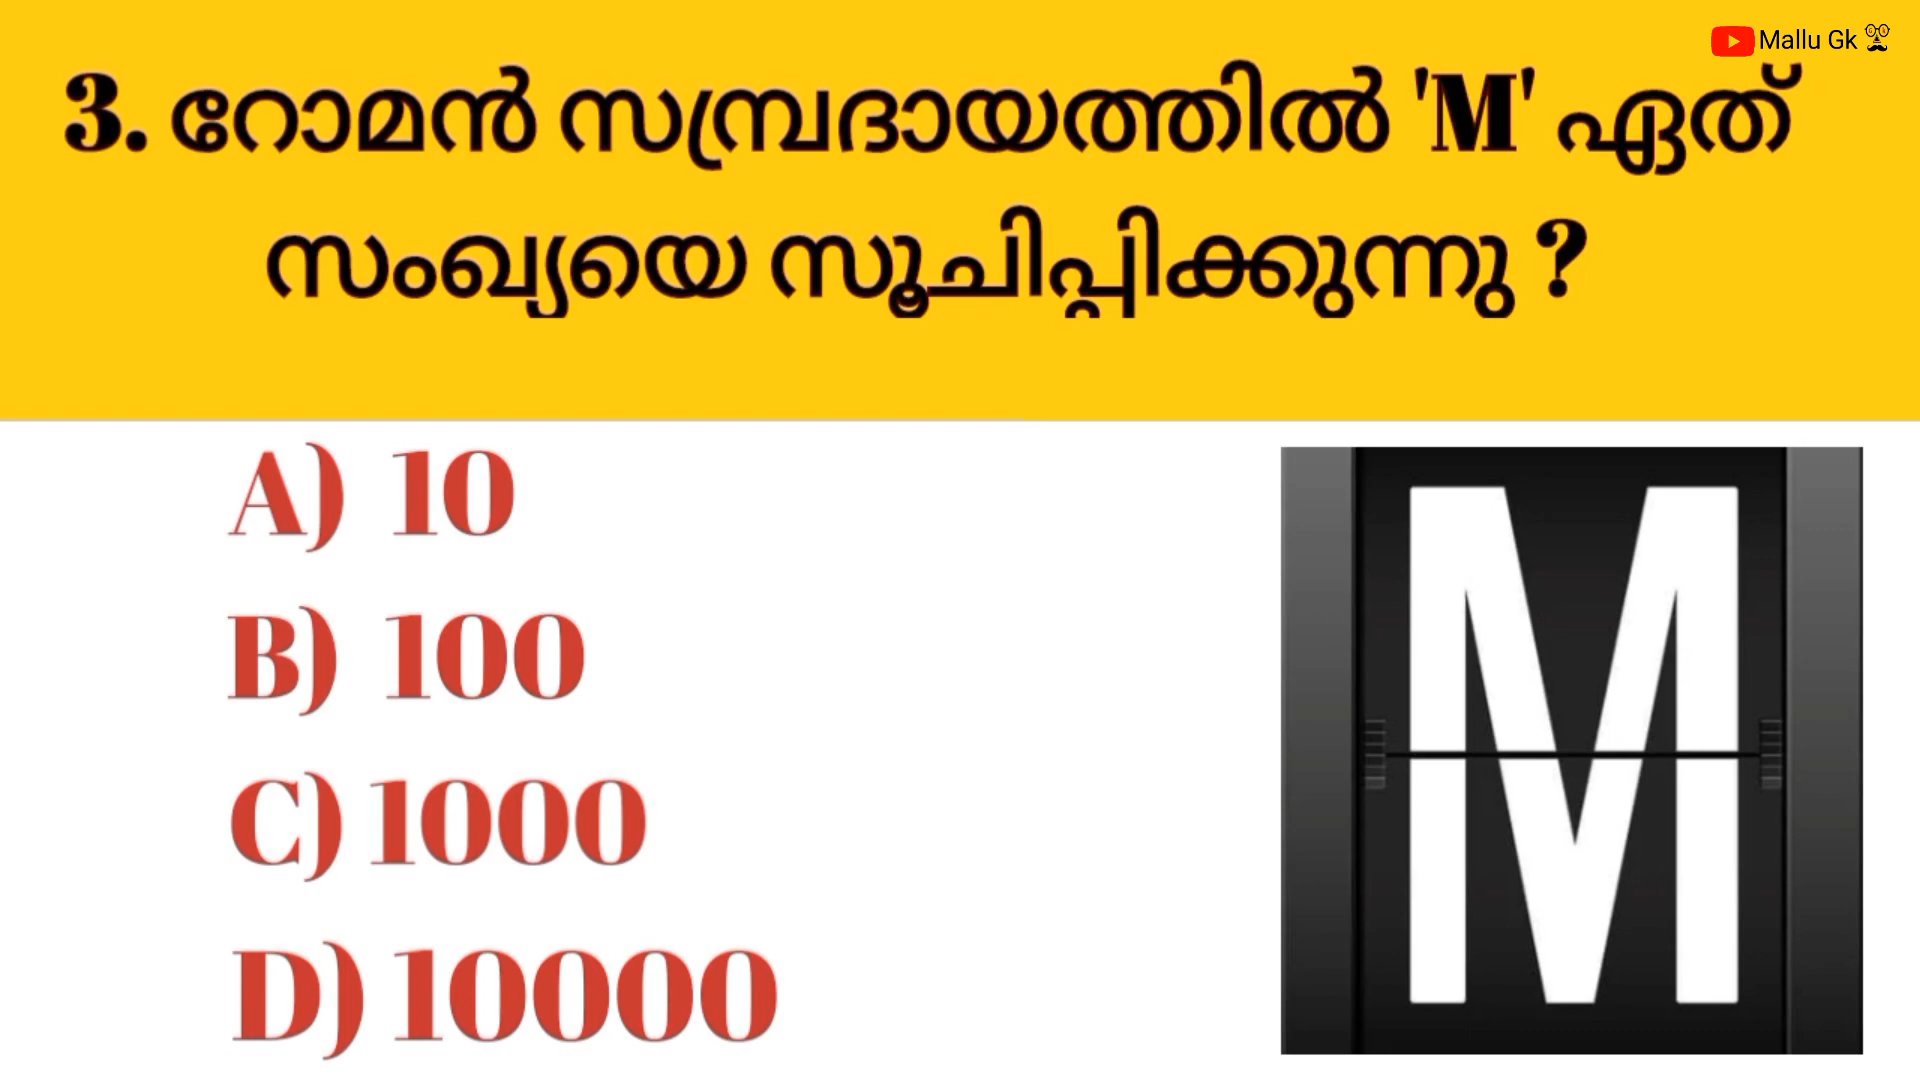 Mallu Gk
3. റോമൻ സമ്പ്രദായത്തിൽ 'M' ഏത്
സംഖ്യയെ സൂചിപ്പിക്കുന്നു ?
A) 10
B) 100
C) 1000
D) 10000
M